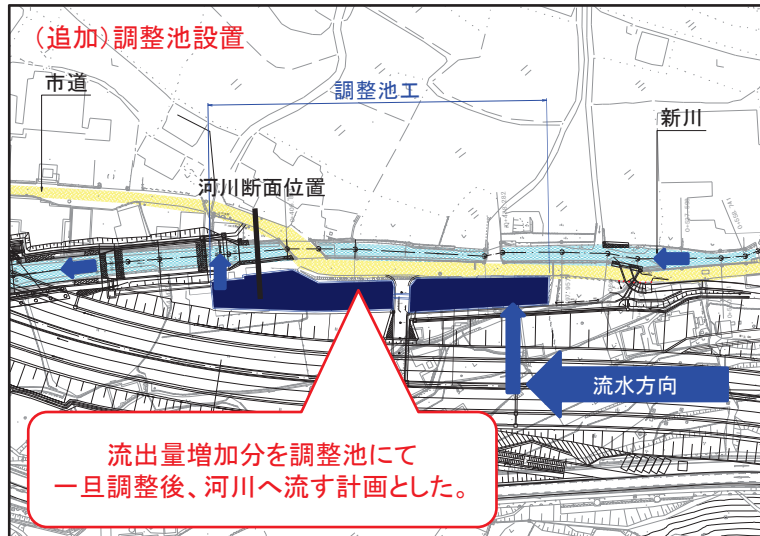 (追加)調整池設置
市道
調整池工
新川
河川断面位置
流水方向
流出量増加分を調整池にて
一旦調整後、河川へ流す計画とした。